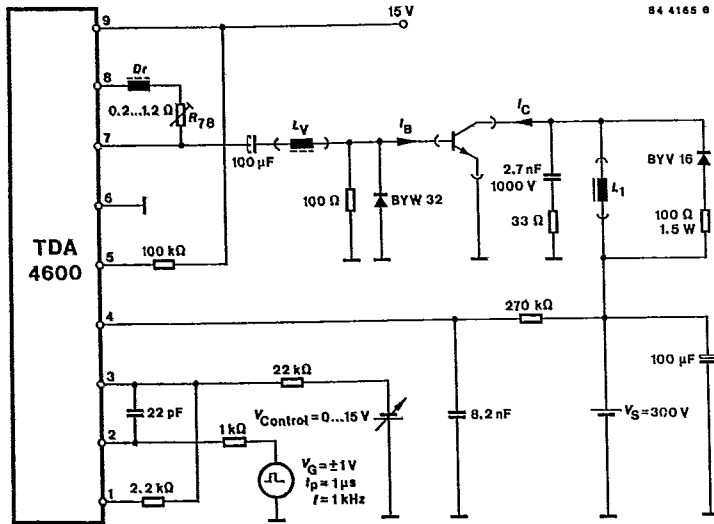 84 4165 e
9
15 V
8
Dr
0.2...1.2 Ω
R78
7
100 µF
LV
IB
IC
2.7 nF
1000 V
L1
BYV 16
100 Ω
BYW 32
33 Ω
100 Ω
1.5 W
6
TDA
4600
5
100 kΩ
4
270 kΩ
3
22 kΩ
22 pF
VControl = 0...15 V
8.2 nF
VS = 300 V
100 µF
2
1 kΩ
VG = ±1V
tp = 1 µs
f = 1 kHz
1
2.2 kΩ